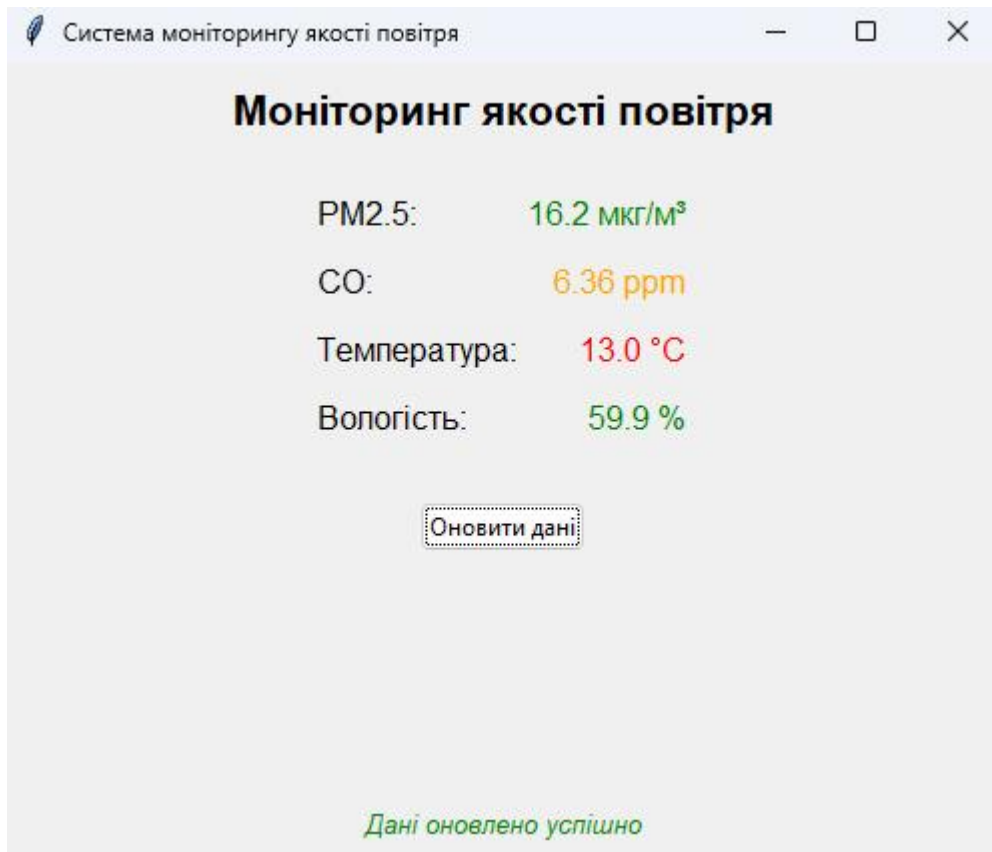 Система моніторингу якості повітря
Моніторинг якості повітря
PM2.5: 16.2 мкг/м³
CO: 6.36 ppm
Температура: 13.0 °C
Вологість: 59.9 %
Оновити дані
Дані оновлено успішно